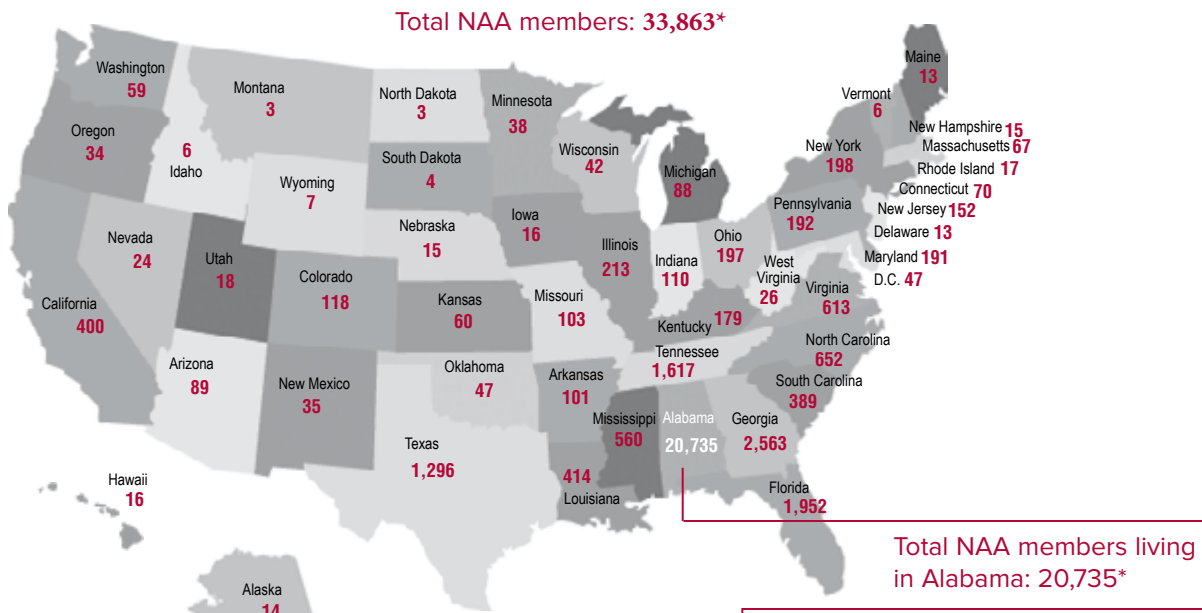 Total NAA members: 33,863*
Washington
59
Oregon
34
California
400
Nevada
24
6
Idaho
Montana
3
Wyoming
7
Utah
18
Colorado
118
Arizona
89
New Mexico
35
North Dakota
3
South Dakota
4
Nebraska
15
Kansas
60
Oklahoma
47
Texas
1,296
Minnesota
38
Iowa
16
Missouri
103
Arkansas
101
414
Louisiana
Wisconsin
42
Illinois
213
Michigan
88
Indiana
110
Ohio
197
Kentucky
179
Tennessee
1,617
Mississippi
560
Alabama
20,735
Georgia
2,563
Florida
1,952
South Carolina
389
North Carolina
652
Virginia
613
West
Virginia
26
Pennsylvania
192
New York
198
Vermont
6
Maine
13
New Hampshire 15
Massachusetts 67
Rhode Island 17
Connecticut 70
New Jersey 152
Delaware 13
Maryland 191
D.C. 47
Hawaii
16
Alaska
14
Total NAA members living
in Alabama: 20,735*